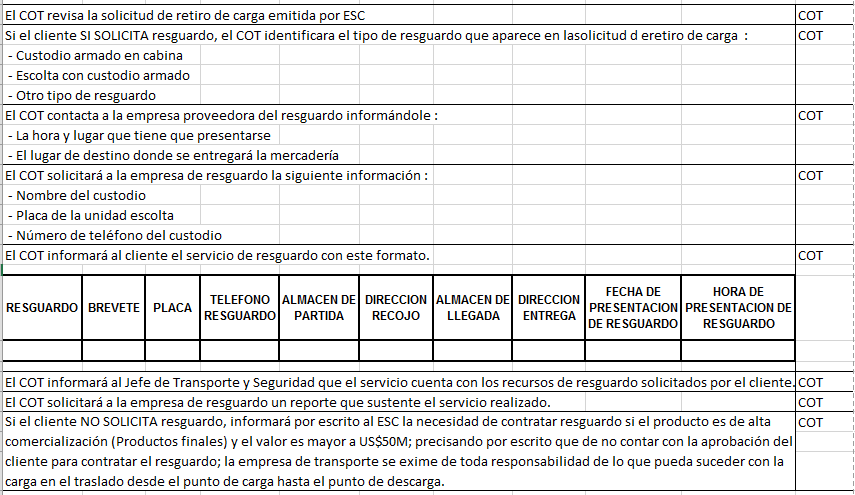 El COT revisa la solicitud de retiro de carga emitida por ESC COT
Si el cliente SI SOLICITA resguardo, el COT identificara el tipo de resguardo que aparece en lasolicitud d eretiro de carga : COT
- Custodio armado en cabina
- Escolta con custodio armado
- Otro tipo de resguardo
El COT contacta a la empresa proveedora del resguardo informándole : COT
- La hora y lugar que tiene que presentarse
- El lugar de destino donde se entregará la mercadería
El COT solicitará a la empresa de resguardo la siguiente información : COT
- Nombre del custodio
- Placa de la unidad escolta
- Número de teléfono del custodio
El COT informará al cliente el servicio de resguardo con este formato. COT
RESGUARDO
BREVETE
PLACA
TELEFONO
RESGUARDO
ALMACEN DE
PARTIDA
DIRECCION
RECOJO
ALMACEN DE
LLEGADA
DIRECCION
ENTREGA
FECHA DE
PRESENTACION
DE RESGUARDO
HORA DE
PRESENTACION DE
RESGUARDO
El COT informará al Jefe de Transporte y Seguridad que el servicio cuenta con los recursos de resguardo solicitados por el cliente. COT
El COT solicitará a la empresa de resguardo un reporte que sustente el servicio realizado. COT
Si el cliente NO SOLICITA resguardo, informará por escrito al ESC la necesidad de contratar resguardo si el producto es de alta COT
comercialización (Productos finales) y el valor es mayor a US$50M; precisando por escrito que de no contar con la aprobación del
cliente para contratar el resguardo; la empresa de transporte se exime de toda responsabilidad de lo que pueda suceder con la
carga en el traslado desde el punto de carga hasta el punto de descarga.